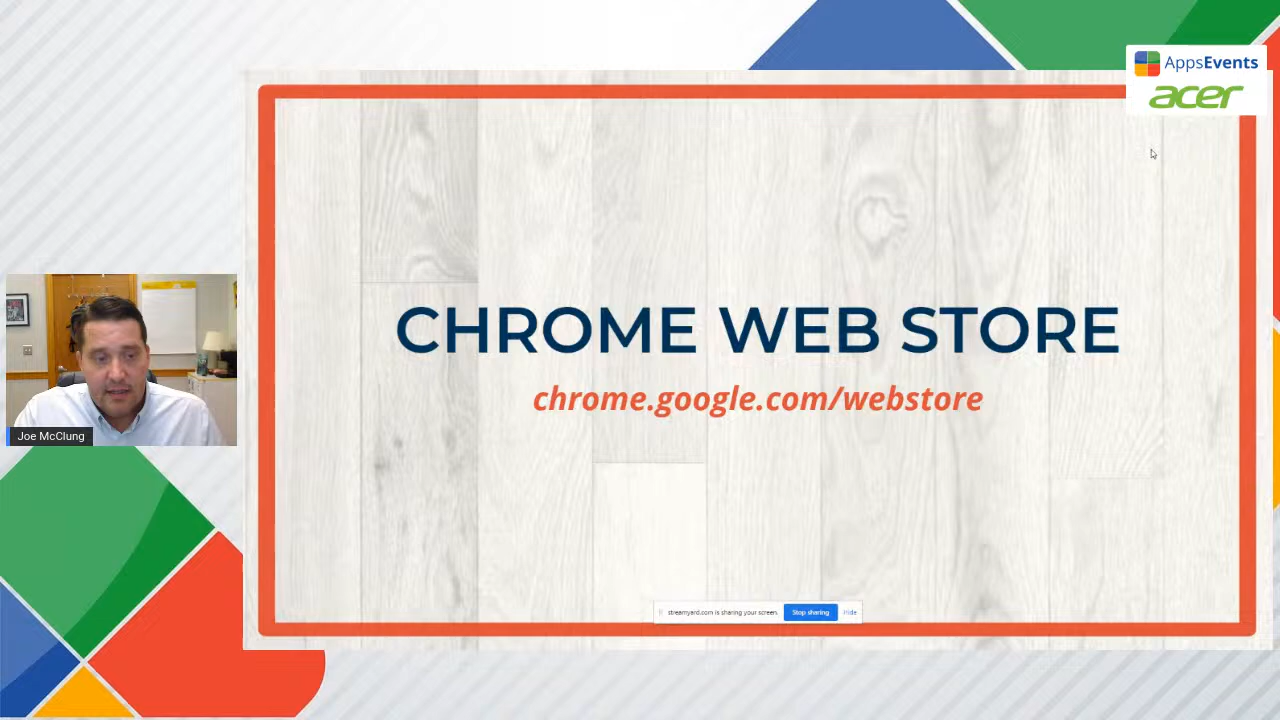 AppsEvents
acer
CHROME WEB STORE
chrome.google.com/webstore
Joe McClung
streamyard.com is sharing your screen.
Stop sharing
Hide